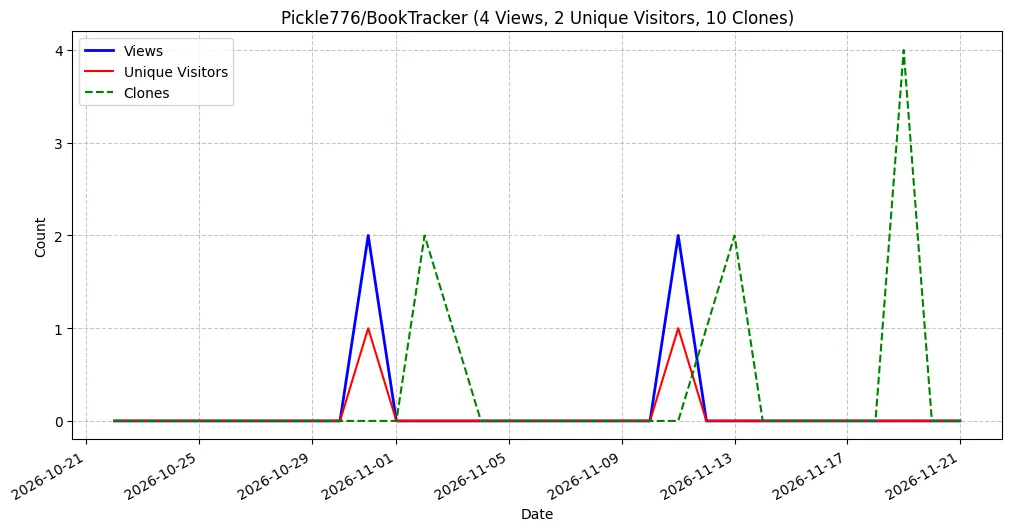 Pickle776/BookTracker (4 Views, 2 Unique Visitors, 10 Clones)
Views
Unique Visitors
Clones
Count
4
3
2
1
0
2026-10-21
2026-10-25
2026-10-29
2026-11-01
2026-11-05
2026-11-09
2026-11-13
2026-11-17
2026-11-21
Date